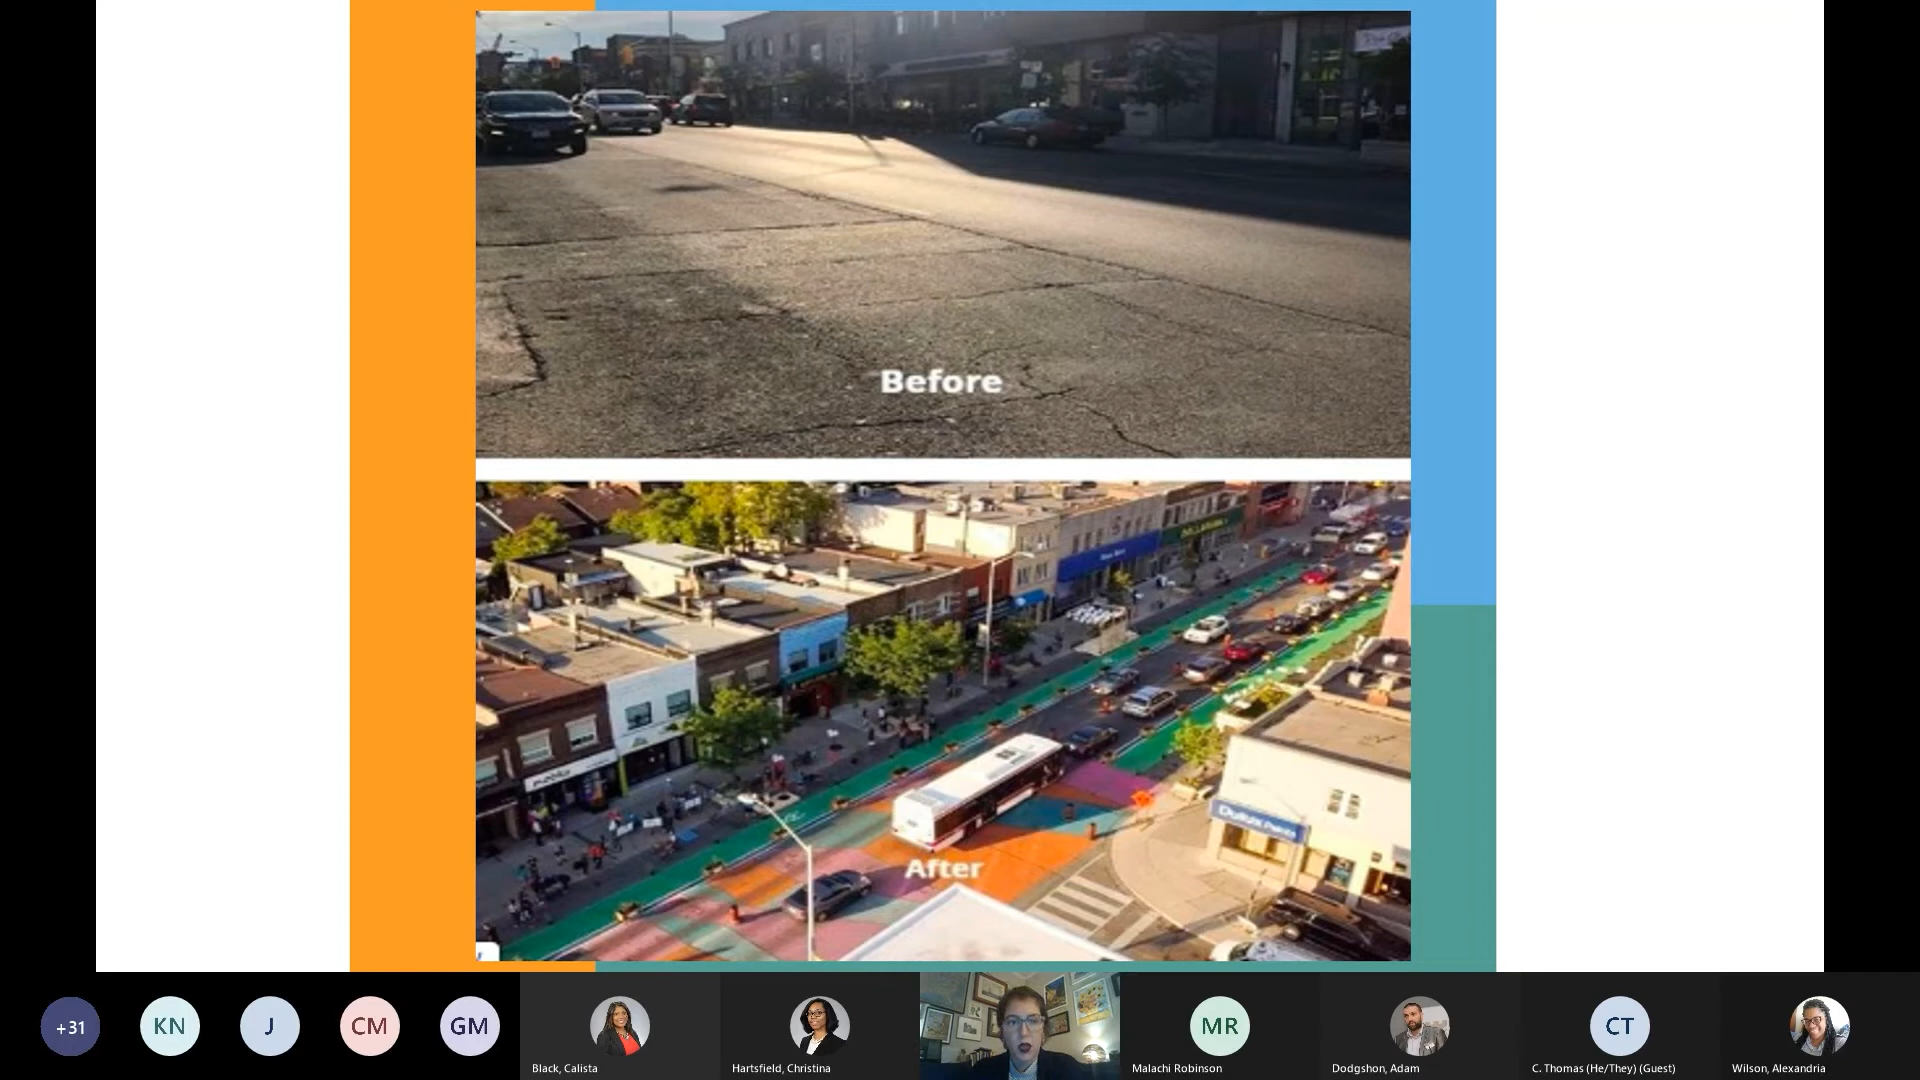 Before
After
+31
KN
J
CM
GM
Black, Calista
Hartsfield, Christina
MR
Malachi Robinson
Dodgshon, Adam
CT
C. Thomas (He/They) (Guest)
Wilson, Alexandria